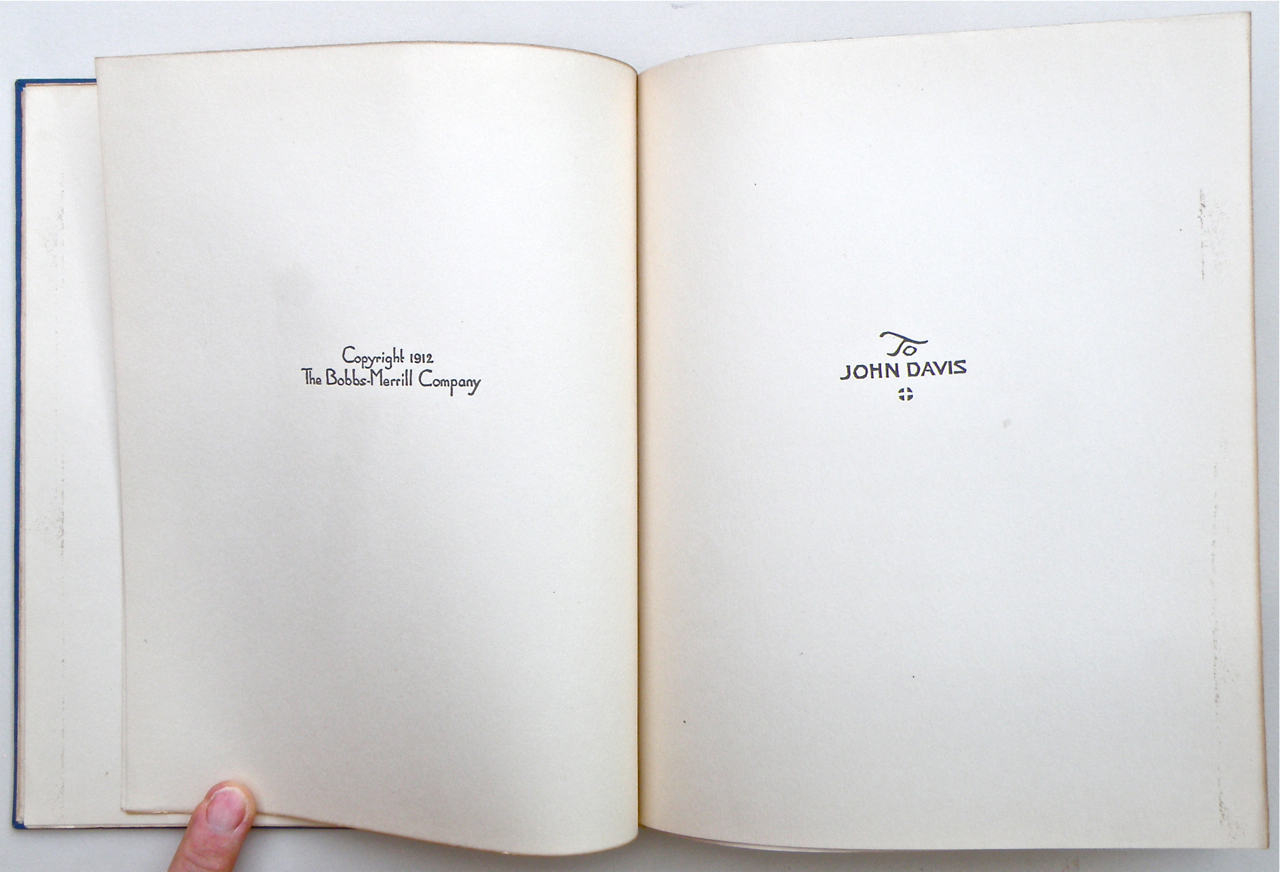 Copyright 1912
The Bobbs-Merrill Company
To
JOHN DAVIS